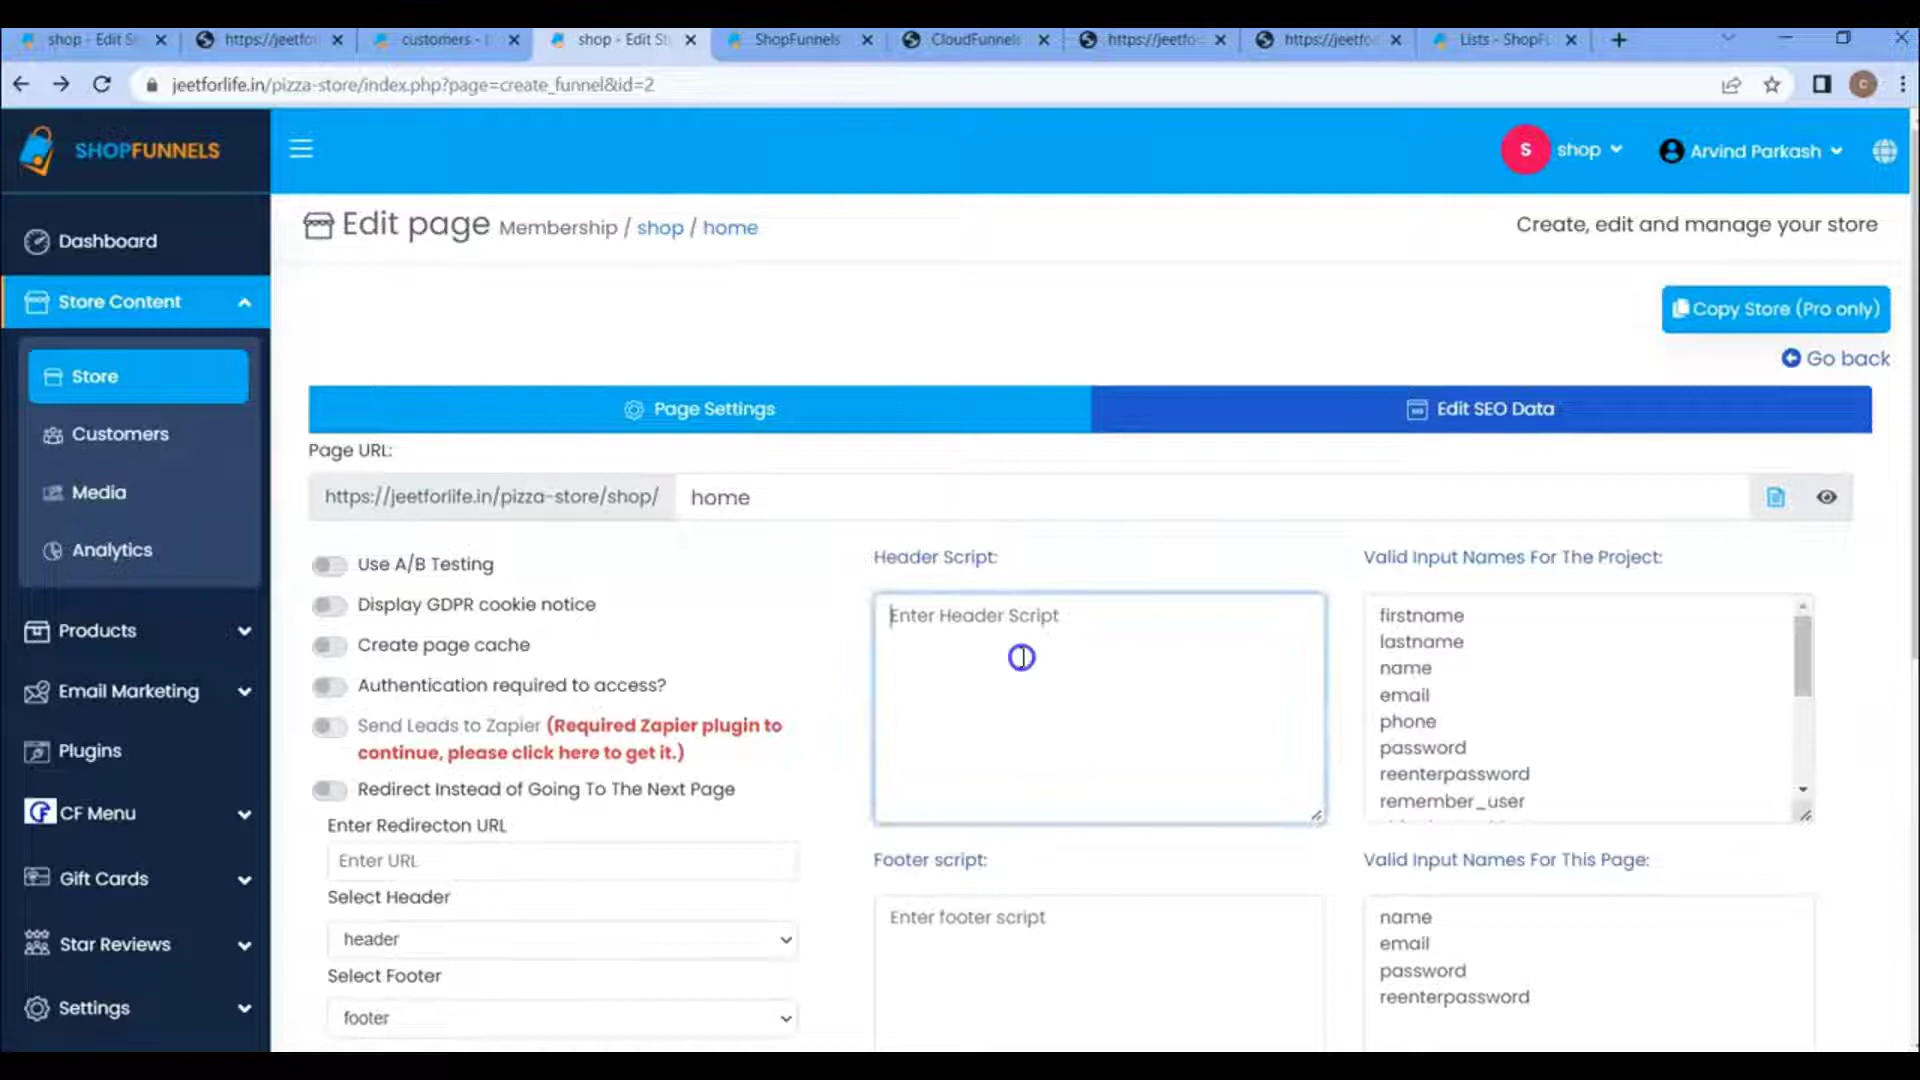 shop - Edit St
https://jeetfo
customers -
shop - Edit St
ShopFunnels
CloudFunnels
https://jeetfo
https://jeetfo
Lists - ShopF
jeetforlife.in/pizza-store/index.php?page=create_funnel&id=2
C
SHOPFUNNELS
S shop
Arvind Parkash
Dashboard
Store Content
Store
Customers
Media
Analytics
Products
Email Marketing
Plugins
CF Menu
Gift Cards
Star Reviews
Settings
Edit page Membership / shop / home
Create, edit and manage your store
Copy Store (Pro only)
Go back
Page Settings
Edit SEO Data
Page URL:
https://jeetforlife.in/pizza-store/shop/ home
Use A/B Testing
Display GDPR cookie notice
Create page cache
Authentication required to access?
Send Leads to Zapier (Required Zapier plugin to
continue, please click here to get it.)
Redirect Instead of Going To The Next Page
Enter Redirecton URL
Enter URL
Select Header
header
Select Footer
footer
Header Script:
Enter Header Script
Footer script:
Enter footer script
Valid Input Names For The Project:
firstname
lastname
name
email
phone
password
reenterpassword
remember_user
Valid Input Names For This Page:
name
email
password
reenterpassword